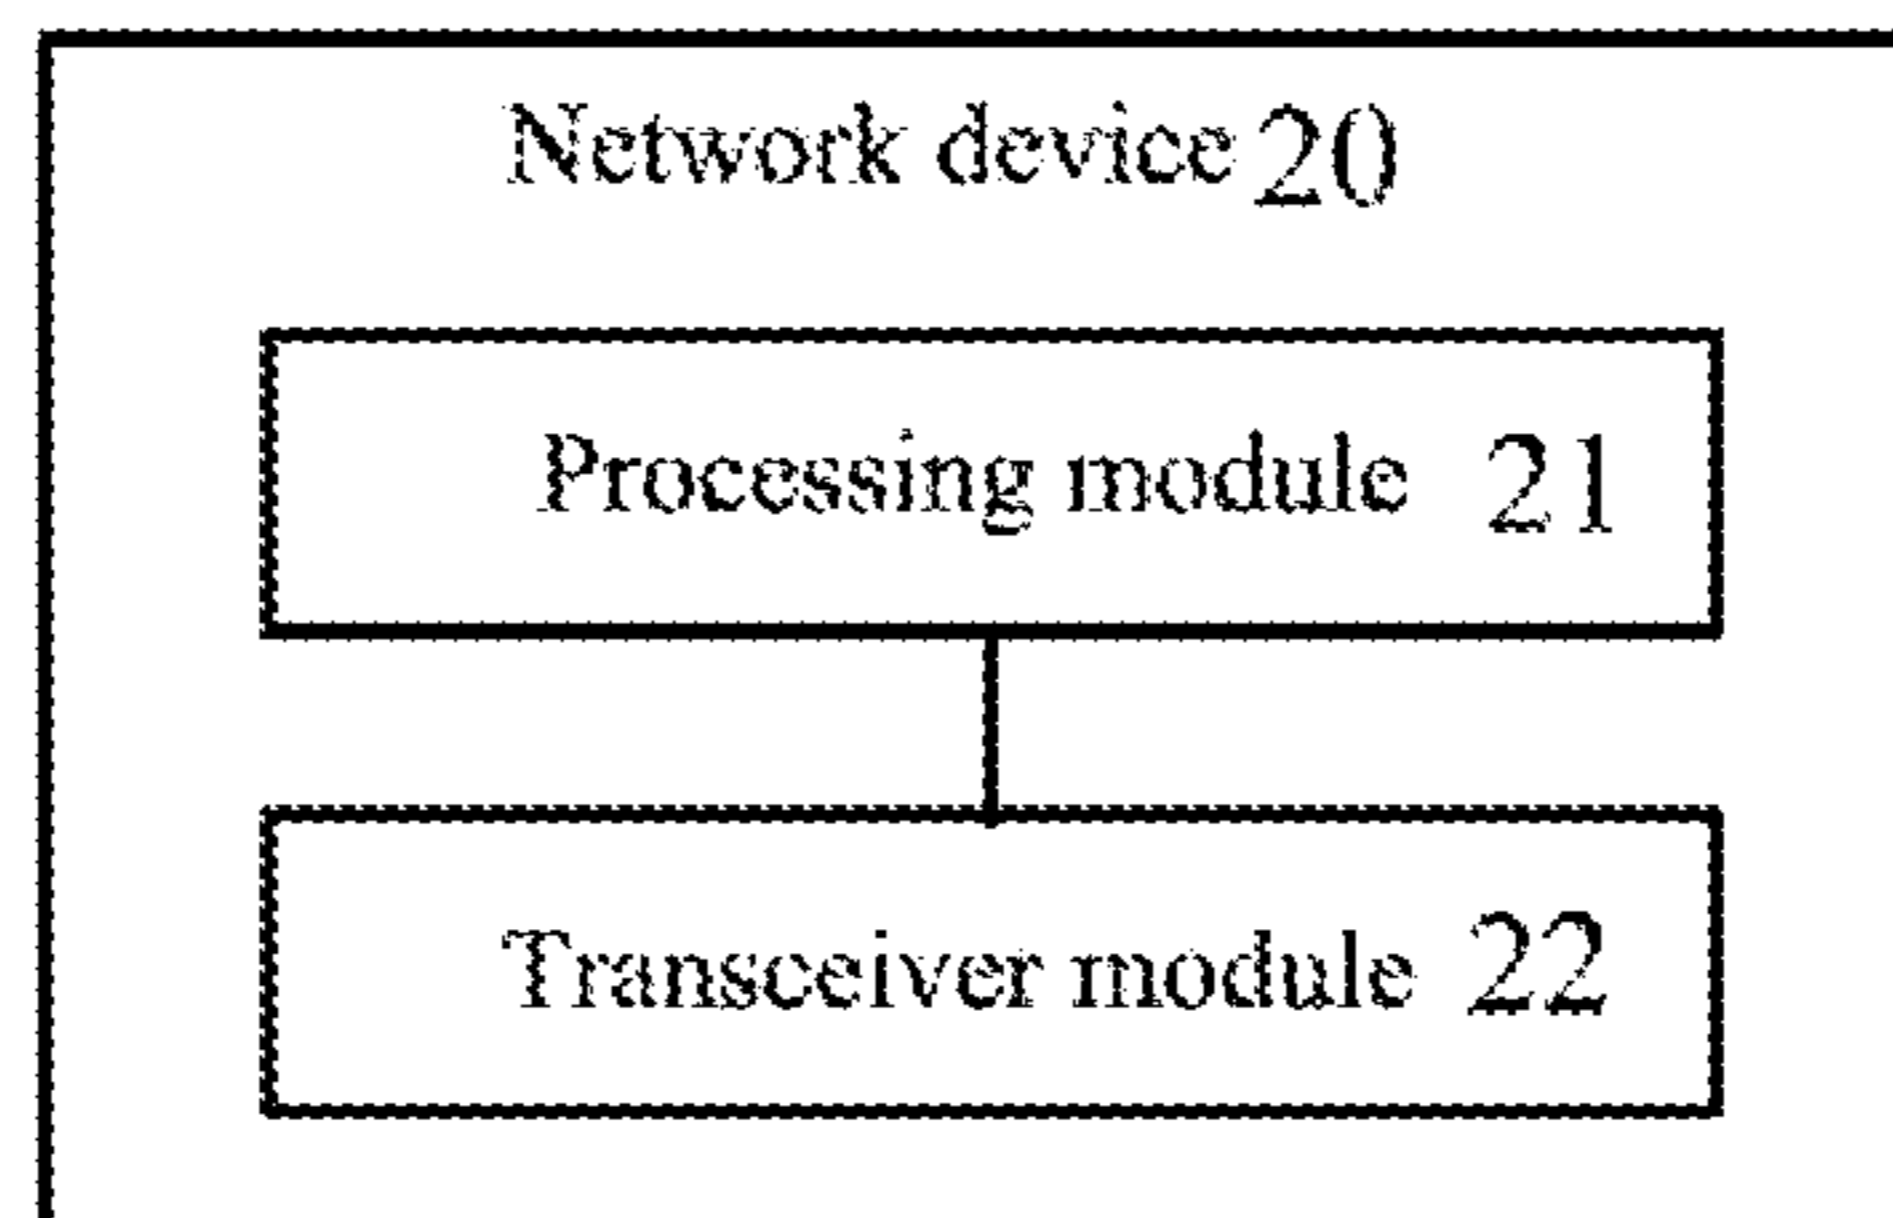 Network device 20
Processing module 21
Transceiver module 22